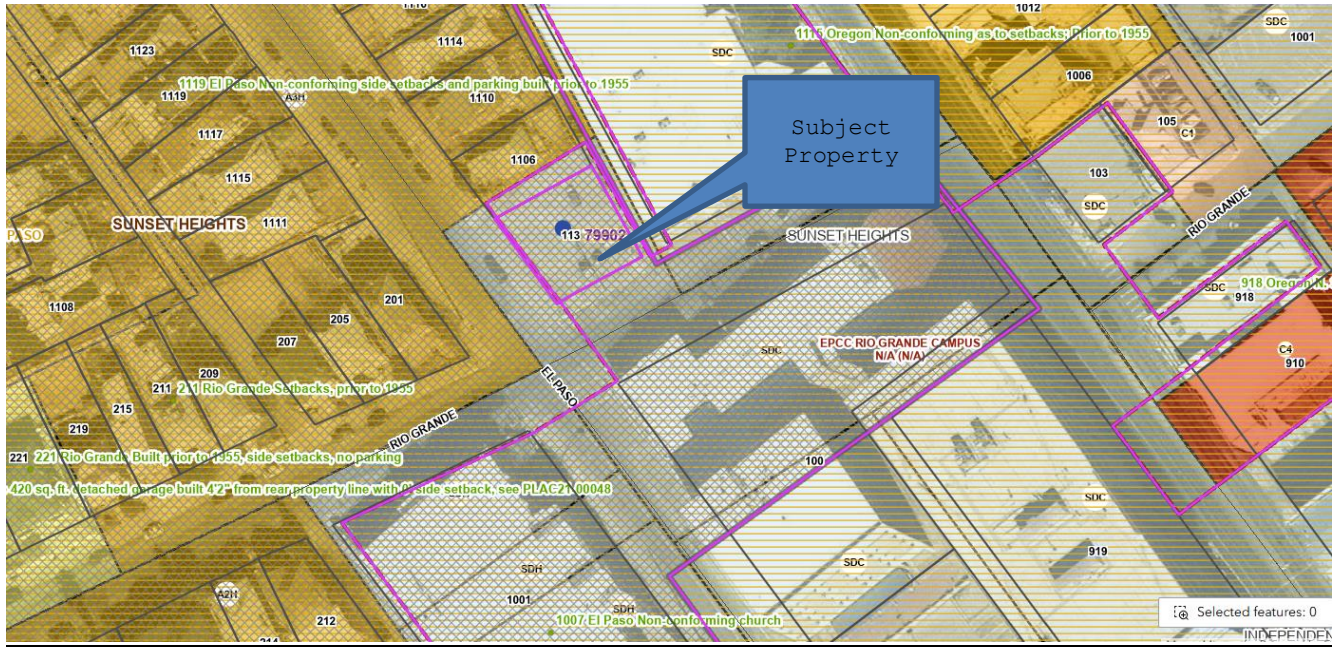 1118
1012
1123
1114
SDC
1115 Oregon Non-conforming as to setbacks; Prior to 1955
SDC
1001
1119 El Paso Non-conforming side setbacks and parking built prior to 1955
1006
1119
A3H
1110
1117
Subject
Property
105
C1
1106
103
1115
SDC
RIO GRANDE
SUNSET HEIGHTS
1111
PASO
113
79902
SUNSET HEIGHTS
SDC
918
918 Oregon N,
1108
201
205
207
SDC
EPCC RIO GRANDE CAMPUS
N/A (N/A)
C4
910
209
211
211 Rio Grande Setbacks, prior to 1955
EL PASO
215
RIO GRANDE
219
221
221 Rio Grande Built prior to 1955, side setbacks, no parking
100
420 sq. ft. detached garage built 4'2" from rear property line with 0' side setback, see PLAC21-00048
SDC
919
SDH
SDC
A2H
1001
SDH
212
1007 El Paso Non-conforming church
Selected features: 0
214
INDEPENDEN